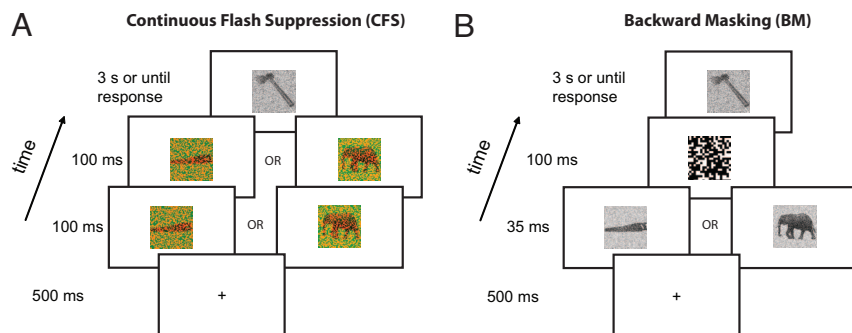 A
Continuous Flash Suppression (CFS)
3 s or until
response
time
100 ms
OR
100 ms
OR
500 ms
+
B
Backward Masking (BM)
3 s or until
response
time
100 ms
35 ms
OR
500 ms
+